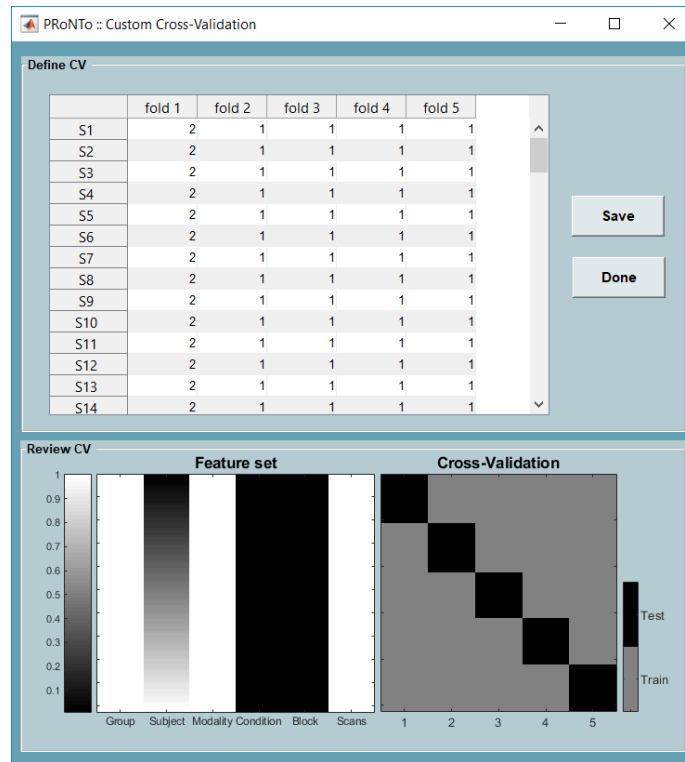 PRoNTo :: Custom Cross-Validation
Define CV
fold 1 fold 2 fold 3 fold 4 fold 5
S1 2 1 1 1 1
S2 2 1 1 1 1
S3 2 1 1 1 1
S4 2 1 1 1 1
S5 2 1 1 1 1
S6 2 1 1 1 1
S7 2 1 1 1 1
S8 2 1 1 1 1
S9 2 1 1 1 1
S10 2 1 1 1 1
S11 2 1 1 1 1
S12 2 1 1 1 1
S13 2 1 1 1 1
S14 2 1 1 1 1
Save
Done
Review CV
Feature set
Cross-Validation
1
0.9
0.8
0.7
0.6
0.5
0.4
0.3
0.2
0.1
Group Subject Modality Condition Block Scans
1 2 3 4 5
Test
Train